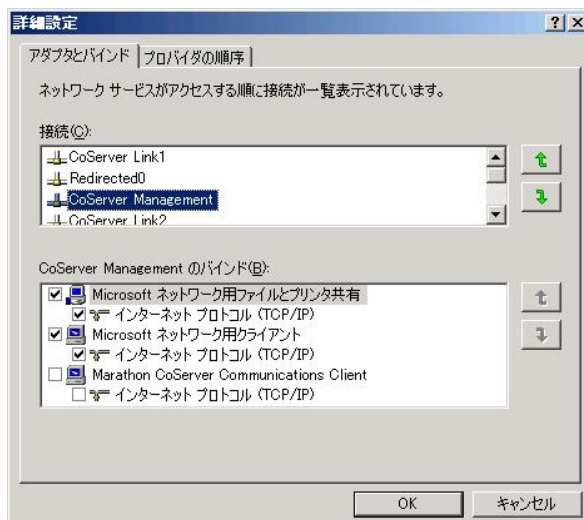 詳細設定
アダプタとバインド プロバイダの順序
ネットワーク サービスがアクセスする順に接続が一覧表示されています。
接続(C):
CoServer Link1
Redirected0
CoServer Management
CoServer Link2
CoServer Management のバインド(B):
Microsoft ネットワーク用ファイルとプリンタ共有
インターネット プロトコル (TCP/IP)
Microsoft ネットワーク用クライアント
インターネット プロトコル (TCP/IP)
Marathon CoServer Communications Client
インターネット プロトコル (TCP/IP)
OK キャンセル